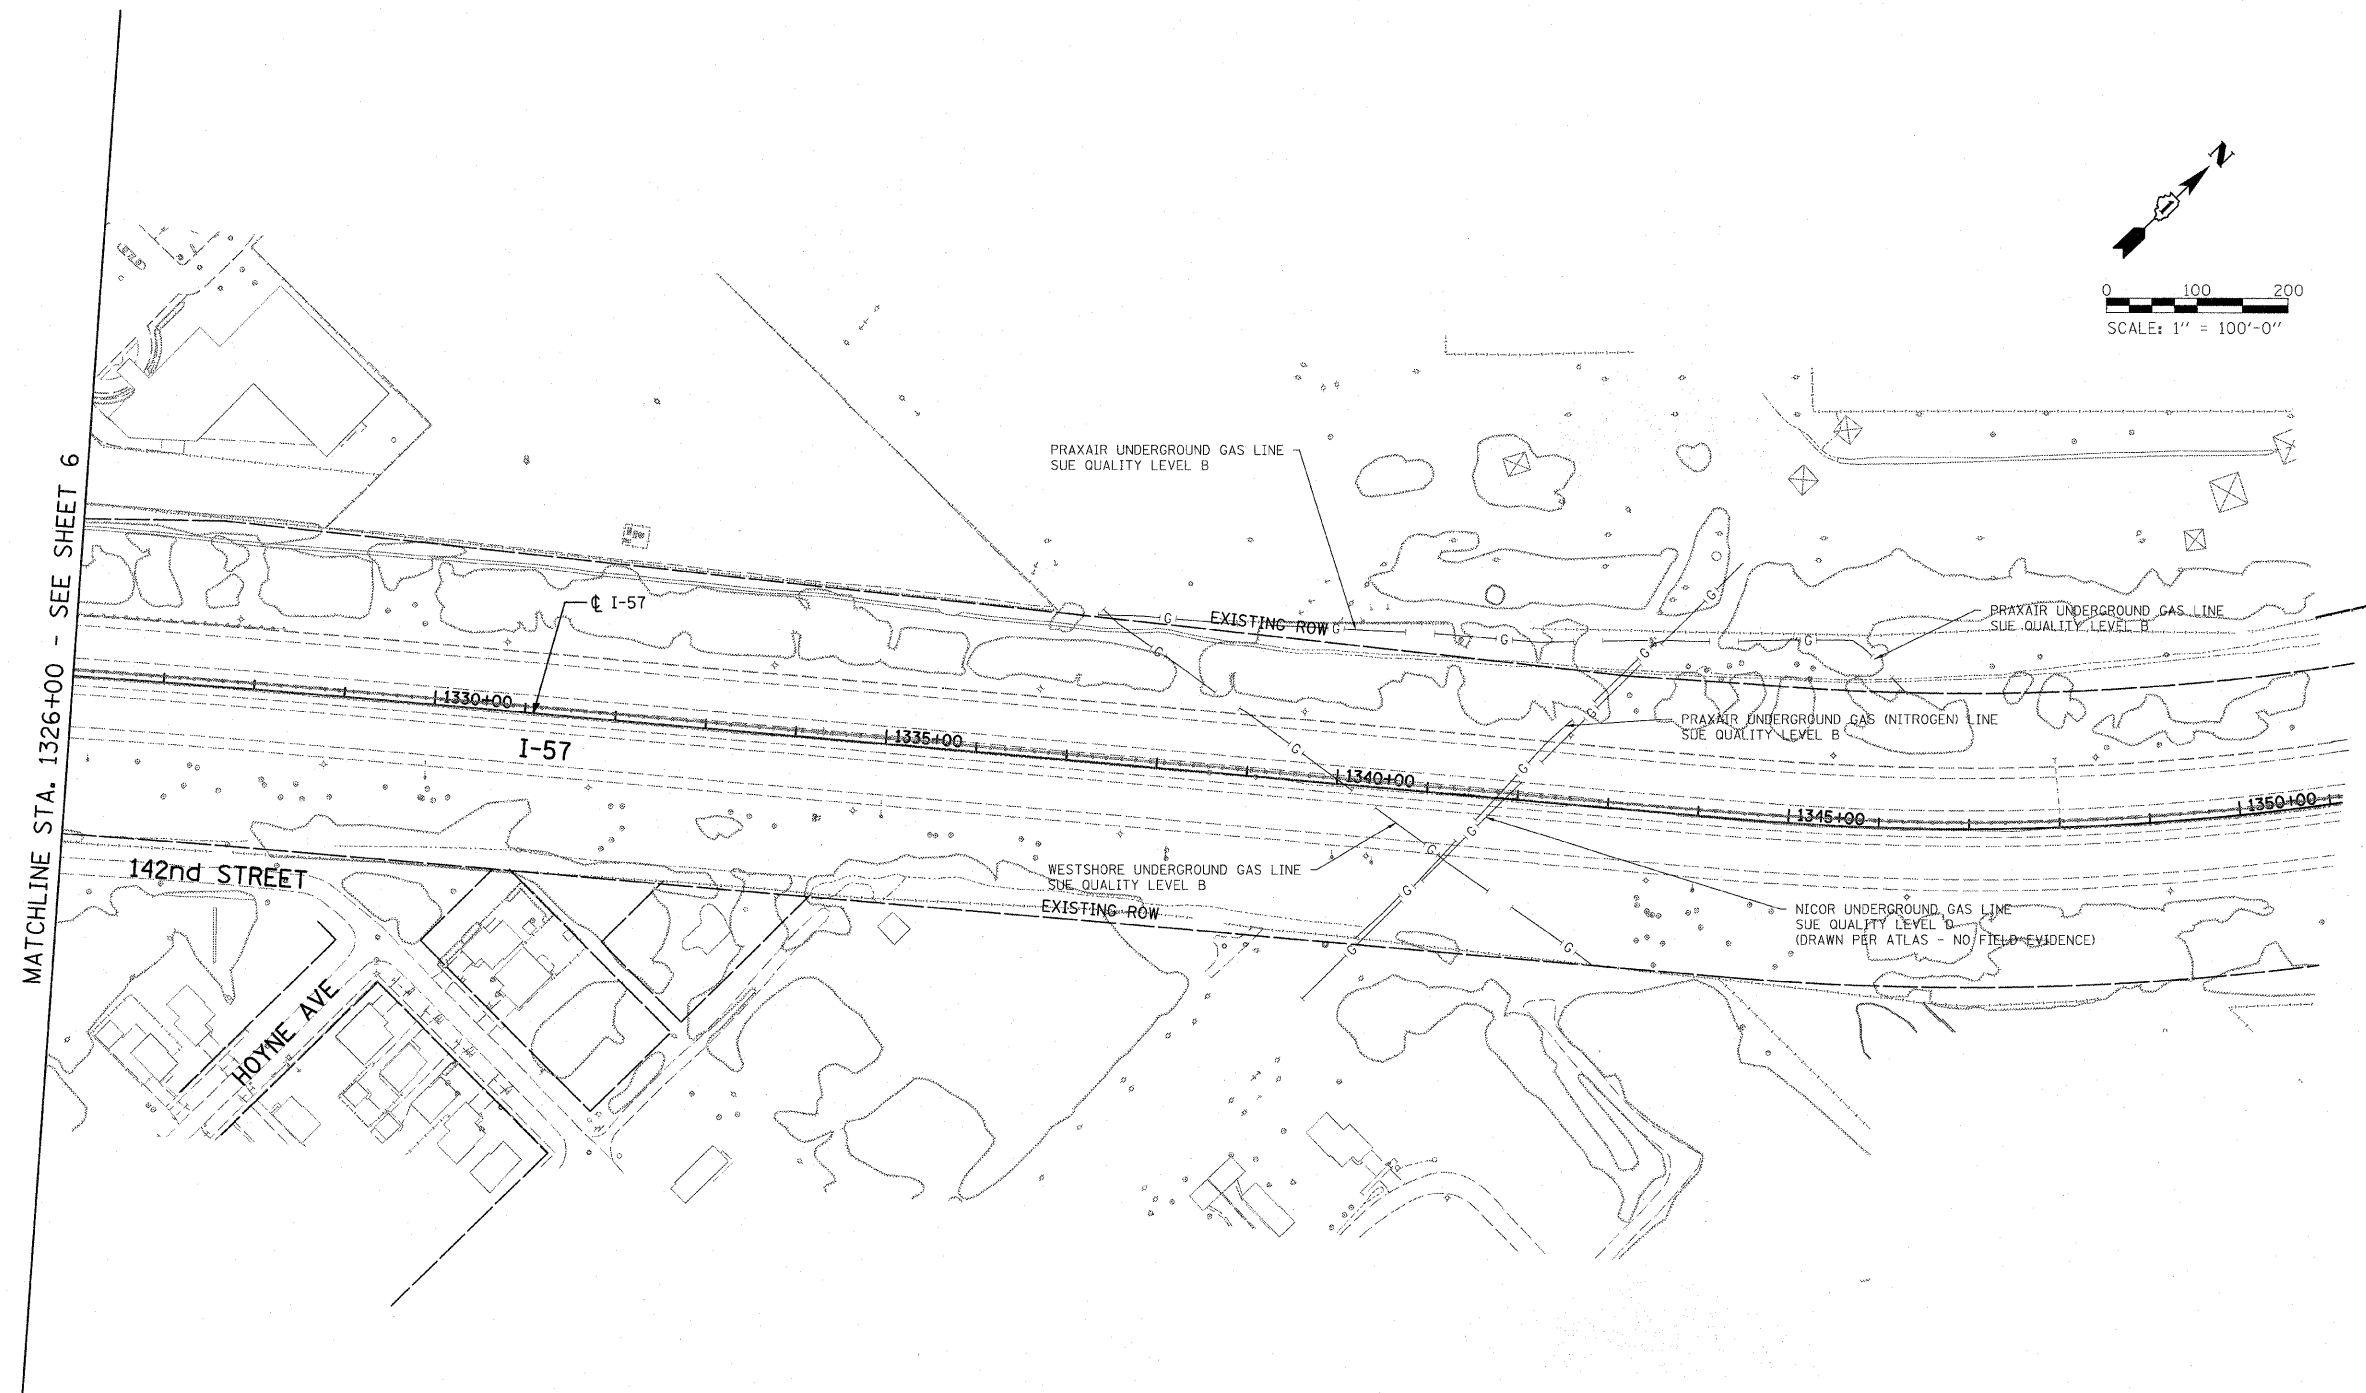 N
1
0 100 200
SCALE: 1" = 100'-0"
MATCHLINE STA. 1326+00 - SEE SHEET 6
PRAXAIR UNDERGROUND GAS LINE
SUE QUALITY LEVEL B
℄ I-57
EXISTING ROW
G
G
G
G
G
G
G
PRAXAIR UNDERGROUND GAS LINE
SUE QUALITY LEVEL B
1330+00
I-57
1335+00
1340+00
1345+00
1350+00
G
G
G
G
G
G
G
PRAXAIR UNDERGROUND GAS (NITROGEN) LINE
SUE QUALITY LEVEL B
WESTSHORE UNDERGROUND GAS LINE
SUE QUALITY LEVEL B
142nd STREET
EXISTING ROW
G
NICOR UNDERGROUND GAS LINE
SUE QUALITY LEVEL D
(DRAWN PER ATLAS - NO FIELD EVIDENCE)
HOYNE AVE